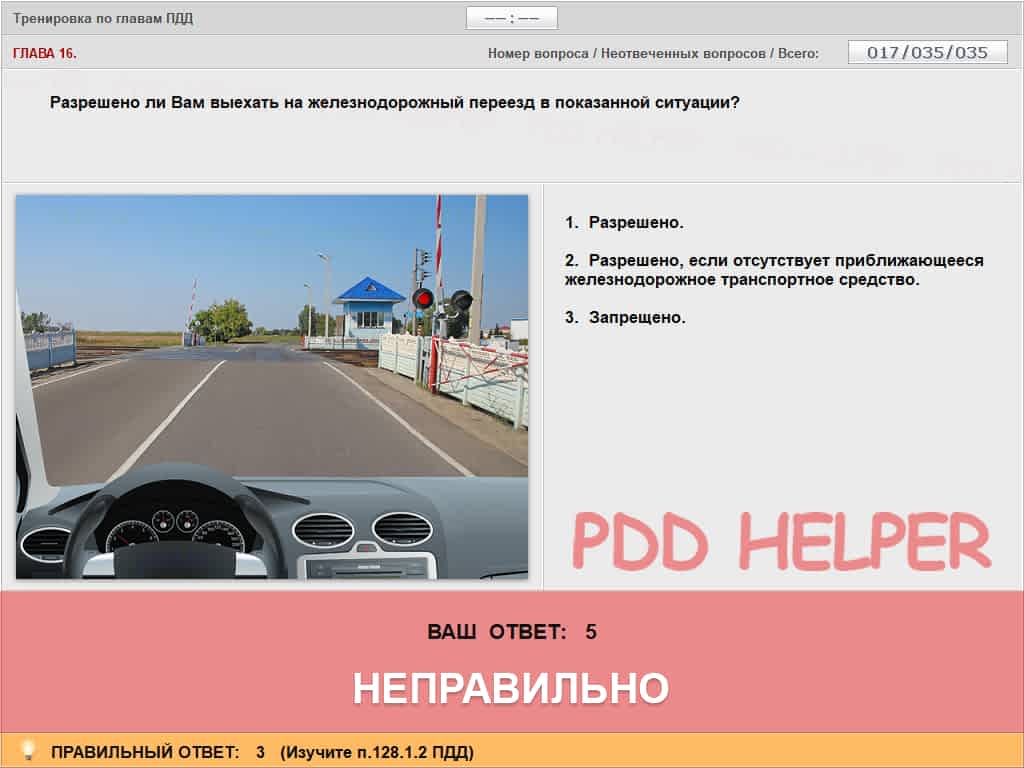 Тренировка по главам ПДД
—— : ——
ГЛАВА 16.
Номер вопроса / Неотвеченных вопросов / Всего:
017/035/035
Разрешено ли Вам выехать на железнодорожный переезд в показанной ситуации?
1. Разрешено.
2. Разрешено, если отсутствует приближающееся
железнодорожное транспортное средство.
3. Запрещено.
PDD HELPER
ВАШ ОТВЕТ: 5
НЕПРАВИЛЬНО
ПРАВИЛЬНЫЙ ОТВЕТ: 3 (Изучите п.128.1.2 ПДД)